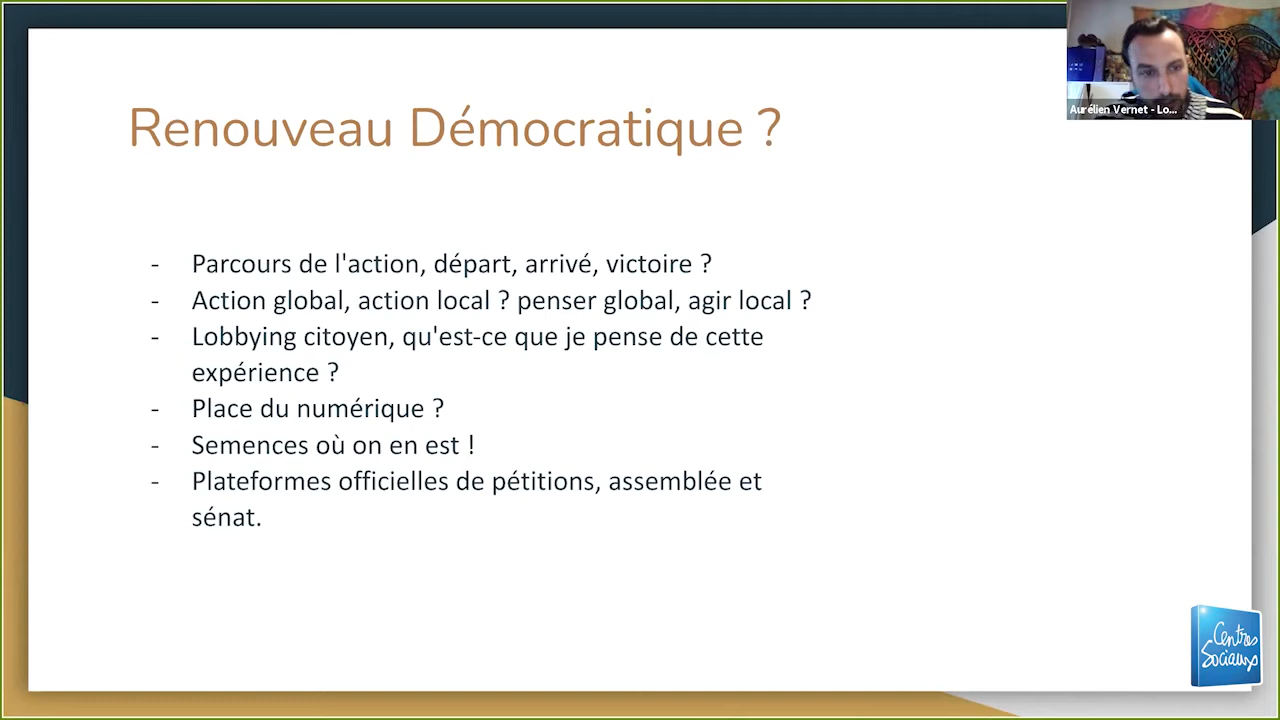 Aurélien Vernet - Lo...
Renouveau Démocratique ?
- Parcours de l'action, départ, arrivé, victoire ?
- Action global, action local ? penser global, agir local ?
- Lobbying citoyen, qu'est-ce que je pense de cette
expérience ?
- Place du numérique ?
- Semences où on en est !
- Plateformes officielles de pétitions, assemblée et
sénat.
Centres
Sociaux